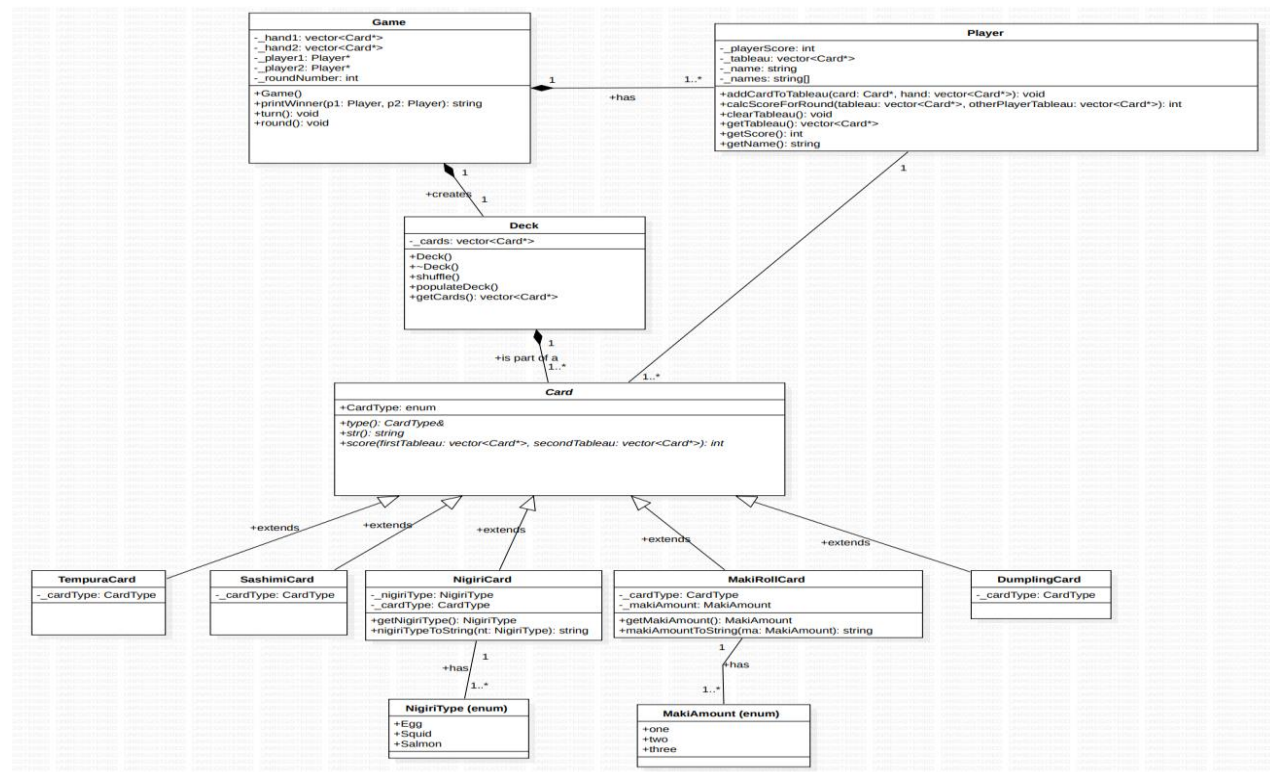 Game
-_hand1: vector<Card*>
-_hand2: vector<Card*>
-_player1: Player*
-_player2: Player*
-_roundNumber: int
+Game()
+printWinner(p1: Player, p2: Player): string
+turn(): void
+round(): void
1
1..*
+has
Player
-_playerScore: int
-_tableau: vector<Card*>
-_name: string
-_names: string[]
+addCardToTableau(card: Card*, hand: vector<Card*>): void
+calcScoreForRound(tableau: vector<Card*>, otherPlayerTableau: vector<Card*>): int
+clearTableau(): void
+getTableau(): vector<Card*>
+getScore(): int
+getName(): string
1
1
+creates
1
Deck
-_cards: vector<Card*>
+Deck()
+~Deck()
+shuffle()
+populateDeck()
+getCards(): vector<Card*>
1
+is part of a
1..*
1..*
Card
+CardType: enum
+type(): CardType&
+str(): string
+score(firstTableau: vector<Card*>, secondTableau: vector<Card*>): int
+extends
+extends
+extends
+extends
+extends
TempuraCard
-_cardType: CardType
SashimiCard
-_cardType: CardType
NigiriCard
-_nigiriType: NigiriType
-_cardType: CardType
+getNigiriType(): NigiriType
+nigiriTypeToString(nt: NigiriType): string
MakiRollCard
-_cardType: CardType
-_makiAmount: MakiAmount
+getMakiAmount(): MakiAmount
+makiAmountToString(ma: MakiAmount): string
DumplingCard
-_cardType: CardType
1
+has
1..*
1
+has
1..*
NigiriType (enum)
+Egg
+Squid
+Salmon
MakiAmount (enum)
+one
+two
+three